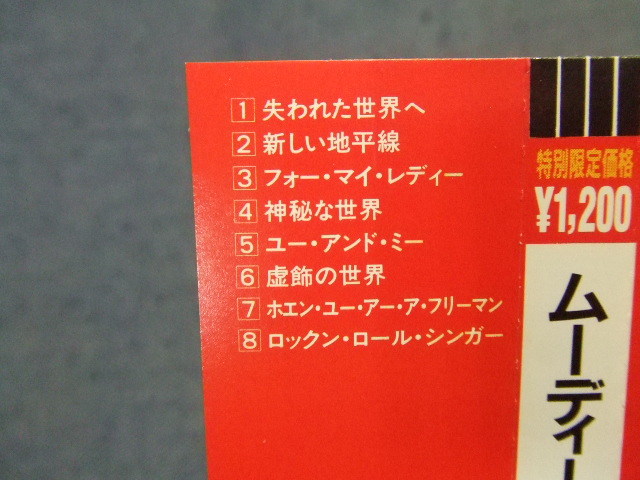 1 失われた世界へ
2 新しい地平線
3 フォー・マイ・レディー
4 神秘な世界
5 ユー・アンド・ミー
6 虚飾の世界
7 ホエン・ユー・アー・ア・フリーマン
8 ロックン・ロール・シンガー
特別限定価格
¥1,200
ムーディー